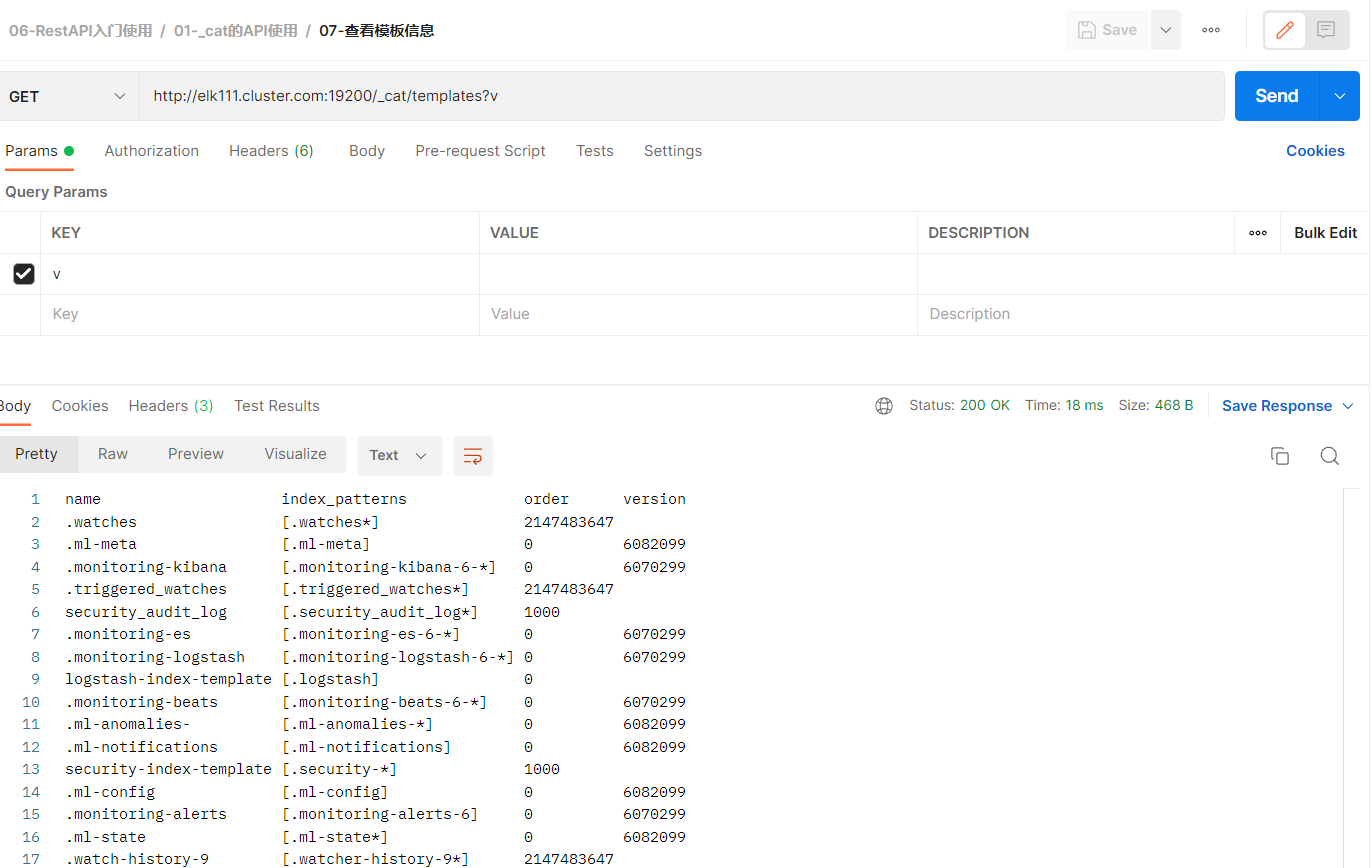 06-RestAPI入门使用 / 01-_cat的API使用 / 07-查看模板信息 Save
GET http://elk111.cluster.com:19200/_cat/templates?v Send
Params Authorization Headers (6) Body Pre-request Script Tests Settings Cookies
Query Params
KEY VALUE DESCRIPTION Bulk Edit
v
Key Value Description
Body Cookies Headers (3) Test Results Status: 200 OK Time: 18 ms Size: 468 B Save Response
Pretty Raw Preview Visualize Text
1 name index_patterns order version
2 .watches [.watches*] 2147483647
3 .ml-meta [.ml-meta] 0 6082099
4 .monitoring-kibana [.monitoring-kibana-6-*] 0 6070299
5 .triggered_watches [.triggered_watches*] 2147483647
6 security_audit_log [.security_audit_log*] 1000
7 .monitoring-es [.monitoring-es-6-*] 0 6070299
8 .monitoring-logstash [.monitoring-logstash-6-*] 0 6070299
9 logstash-index-template [.logstash] 0
10 .monitoring-beats [.monitoring-beats-6-*] 0 6070299
11 .ml-anomalies- [.ml-anomalies-*] 0 6082099
12 .ml-notifications [.ml-notifications] 0 6082099
13 security-index-template [.security-*] 1000
14 .ml-config [.ml-config] 0 6082099
15 .monitoring-alerts [.monitoring-alerts-6] 0 6070299
16 .ml-state [.ml-state*] 0 6082099
17 .watch-history-9 [.watcher-history-9*] 2147483647